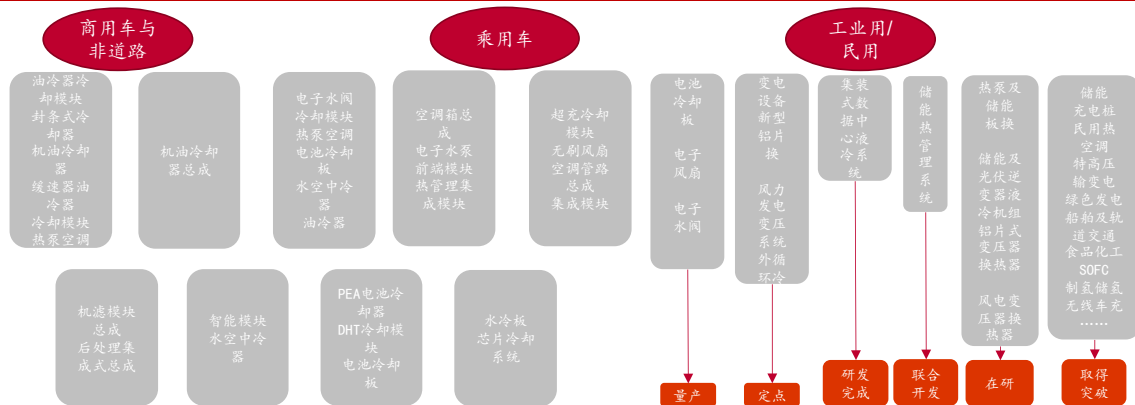 商用车与
非道路
乘用车
工业用/
民用
油冷器冷
却模块
封条式冷
却器
机油冷却
器
缓速器油
冷器
冷却模块
热泵空调
机油冷却
器总成
电子水阀
冷却模块
热泵空调
电池冷却
板
水空中冷
器
油冷器
空调箱总
成
电子水泵
前端模块
热管理集
成模块
超充冷却
模块
无刷风扇
空调管路
总成
集成模块
电池
冷却
板
电子
风扇
电子
水阀
变电
设备
新型
铝片
换
风力
发电
变压
系统
外循
环冷
集装
式数
据中
心液
冷系
统
储
能
热
管
理
系
统
热泵及
储能
板换
储能及
光伏逆
变器液
冷机组
铝片式
变压器
换热器
风电变
压器换
热器
储能
充电桩
民用热
空调
特高压
输变电
绿色发电
船舶及轨
道交通
食品化工
SOFC
制氢储氢
无线车充
……
机滤模块
总成
后处理集
成式总成
智能模块
水空中冷
器
PEA电池冷
却器
DHT冷却模
块
电池冷却
板
水冷板
芯片冷却
系统
量产
定点
研发
完成
联合
开发
在研
取得
突破